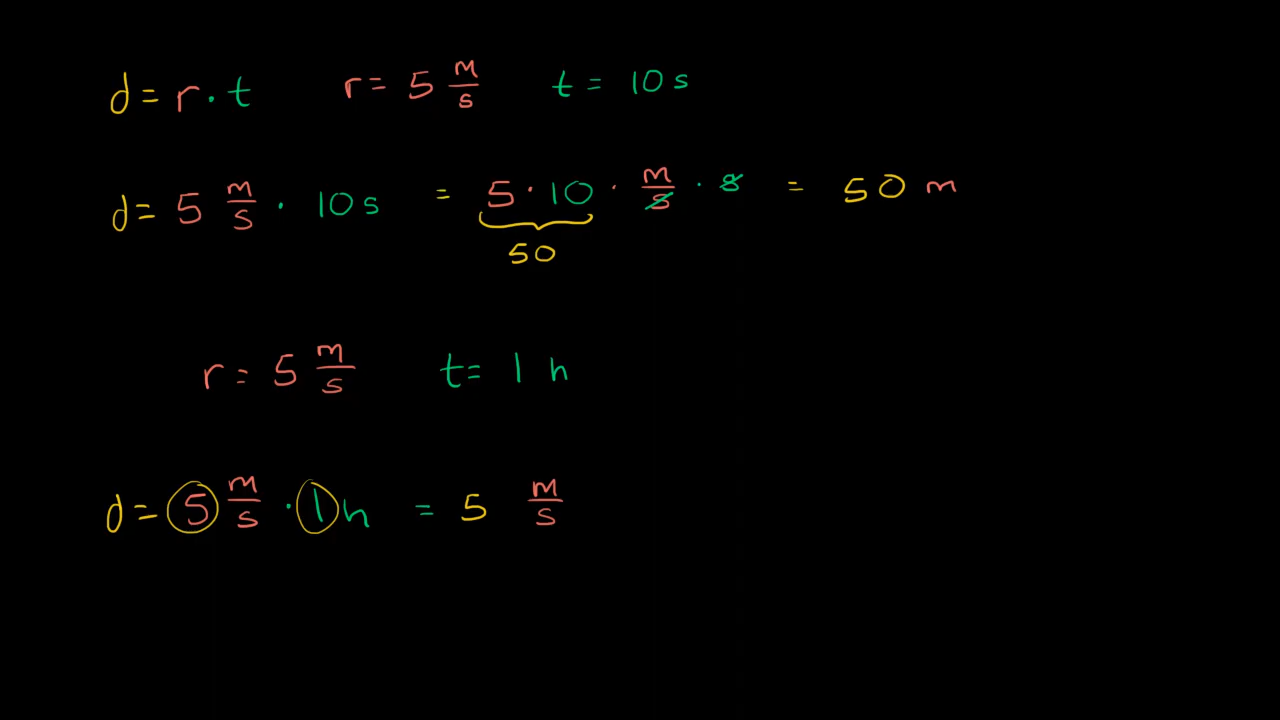 d = r · t   r = 5 m/s   t = 10 s
d = 5 m/s · 10 s = 5 · 10 · m/s · s = 50 m
50
r = 5 m/s   t = 1 h
d = 5 m/s · 1 h = 5 m/s